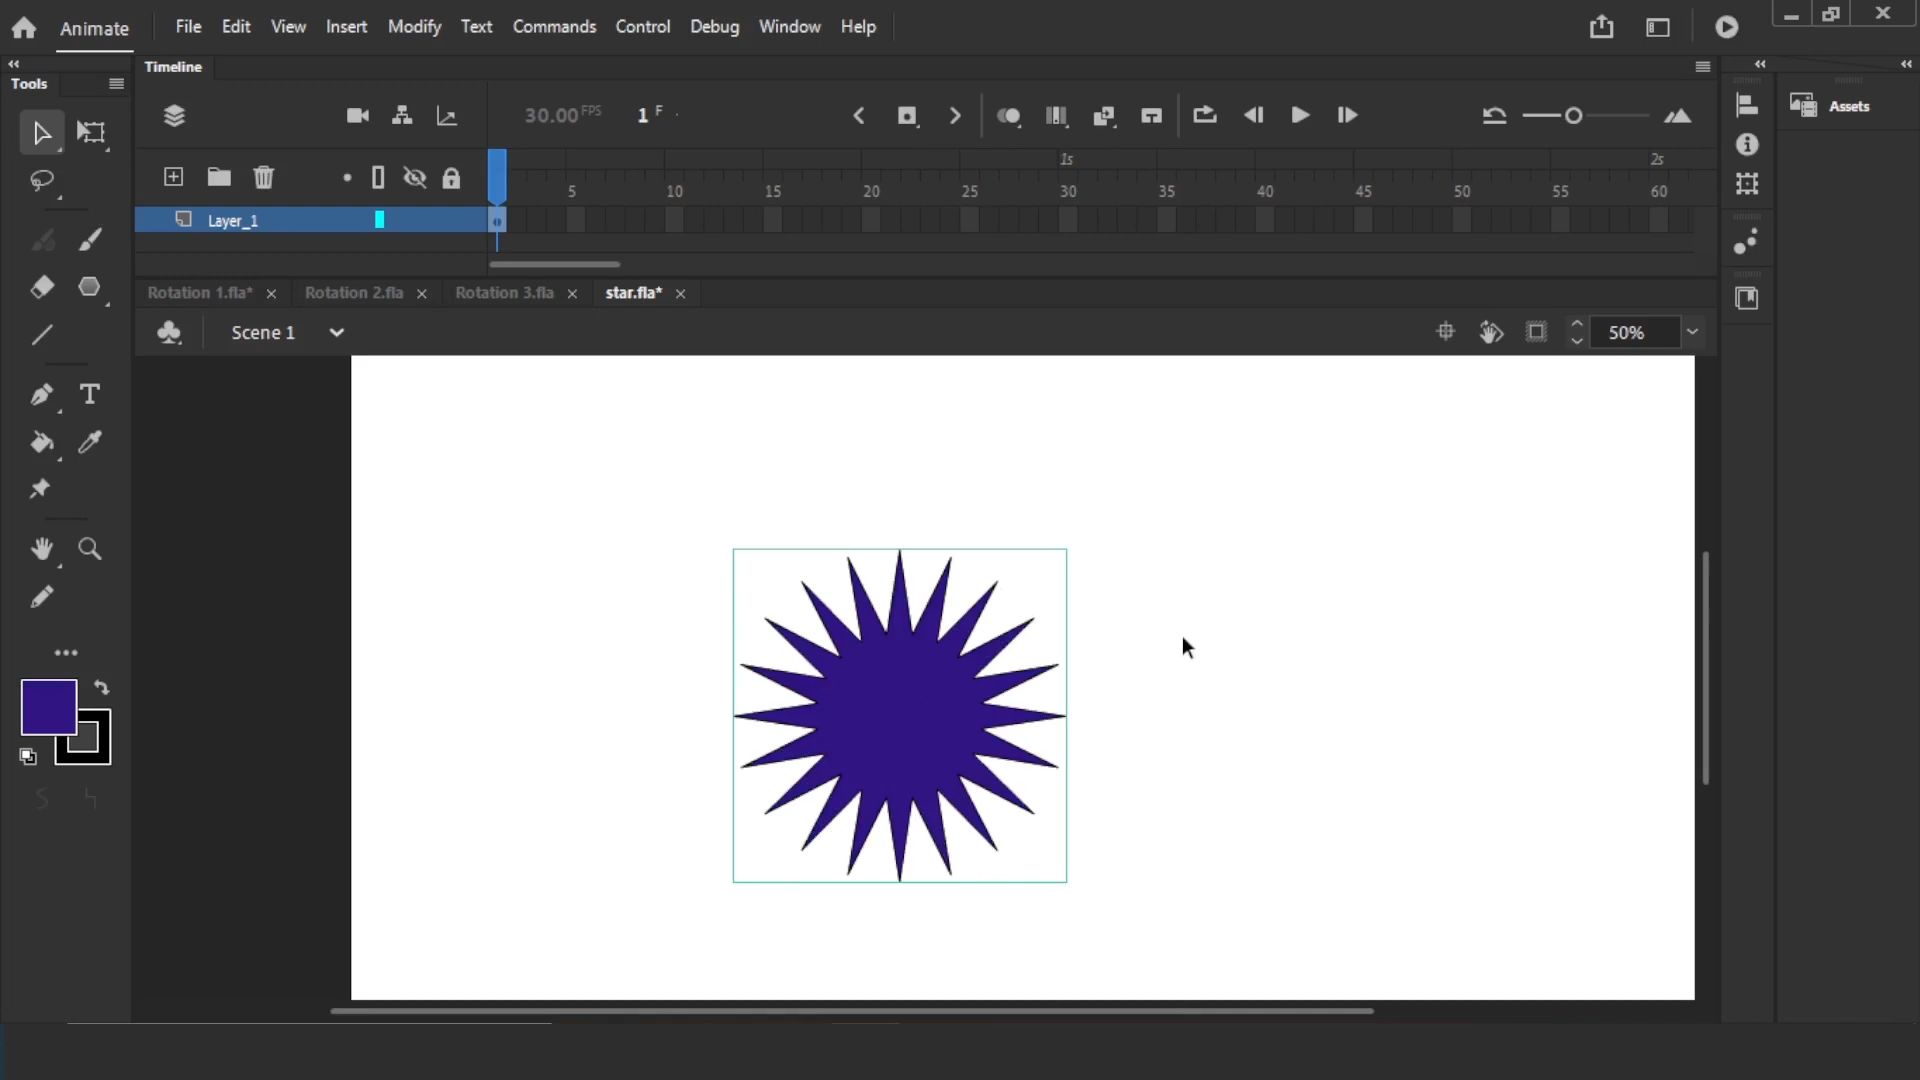 Animate File Edit View Insert Modify Text Commands Control Debug Window Help
Tools
Timeline
30.00 FPS 1 F
Assets
1s 2s
5 10 15 20 25 30 35 40 45 50 55 60
Layer_1
Rotation 1.fla* Rotation 2.fla Rotation 3.fla star.fla*
Scene 1 50%